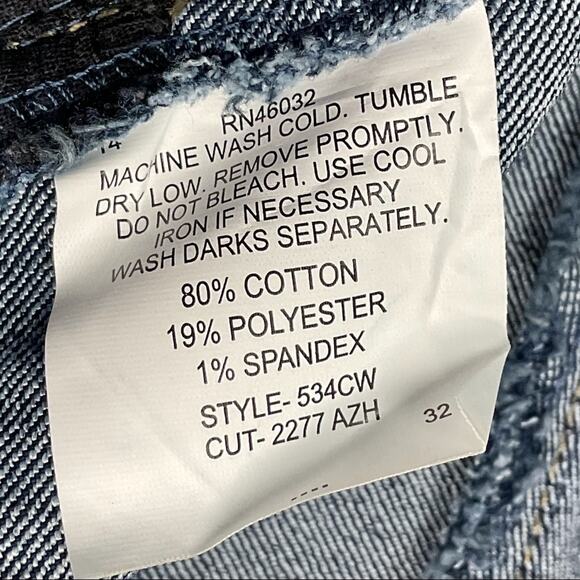 RN46032
14
MACHINE WASH COLD. TUMBLE
DRY LOW. REMOVE PROMPTLY.
DO NOT BLEACH. USE COOL
IRON IF NECESSARY
WASH DARKS SEPARATELY.
80% COTTON
19% POLYESTER
1% SPANDEX
STYLE- 534CW
CUT- 2277 AZH
32